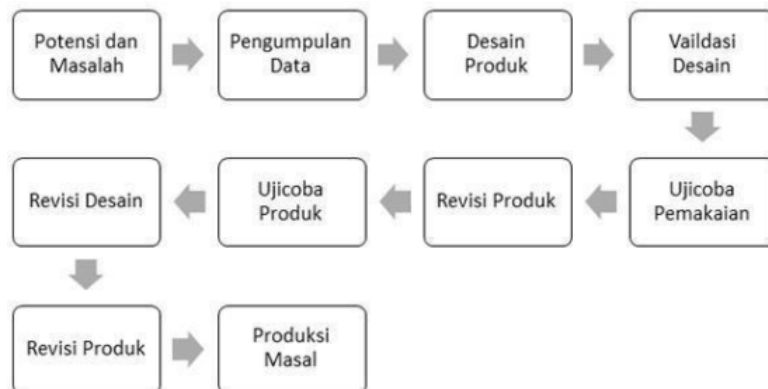 Potensi dan
Masalah
Pengumpulan
Data
Desain
Produk
Vaildasi
Desain
Ujicoba
Pemakaian
Revisi Produk
Ujicoba
Produk
Revisi Desain
Revisi Produk
Produksi
Masal